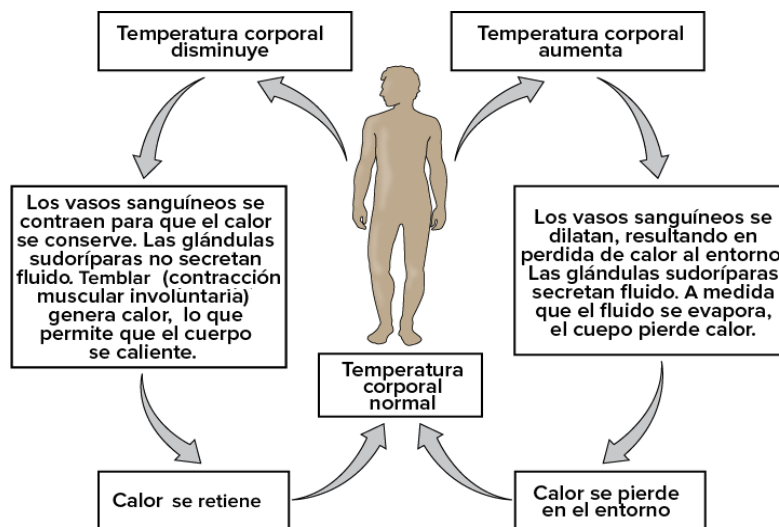 Temperatura corporal
disminuye
Temperatura corporal
aumenta
Los vasos sanguíneos se
contraen para que el calor
se conserve. Las glándulas
sudoríparas no secretan
fluido. Temblar (contracción
muscular involuntaria)
genera calor, lo que
permite que el cuerpo
se caliente.
Los vasos sanguíneos se
dilatan, resultando en
perdida de calor al entorno.
Las glándulas sudoríparas
secretan fluido. A medida
que el fluido se evapora,
el cuepo pierde calor.
Temperatura
corporal
normal
Calor se retiene
Calor se pierde
en el entorno